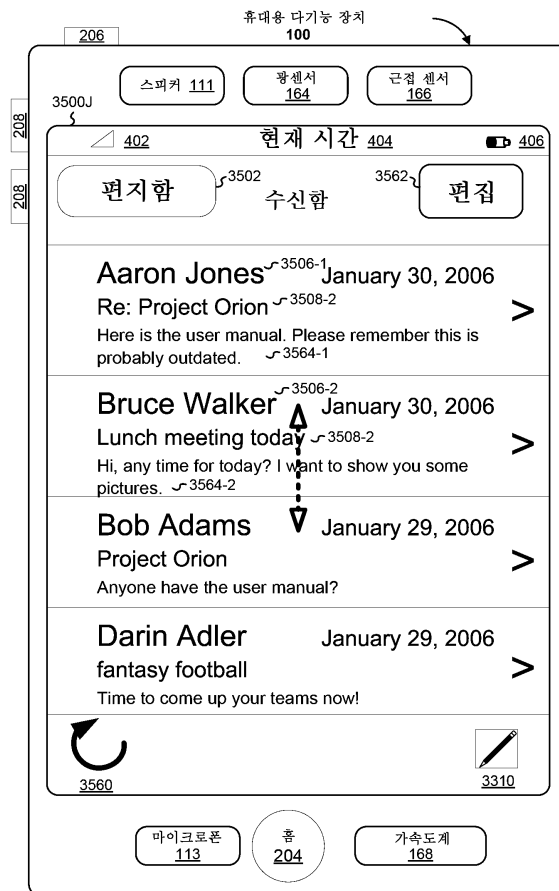 휴대용 다기능 장치
206
100
스피커 111
광센서
164
근접 센서
166
3500J
208
208
402
현재 시간 404
406
편지함
3502
수신함
3562
편집
Aaron Jones 3506-1 January 30, 2006
Re: Project Orion 3508-2
Here is the user manual. Please remember this is
probably outdated. 3564-1
>
3506-2
Bruce Walker January 30, 2006
Lunch meeting today 3508-2
Hi, any time for today? I want to show you some
pictures. 3564-2
>
Bob Adams January 29, 2006
Project Orion
Anyone have the user manual?
>
Darin Adler January 29, 2006
fantasy football
Time to come up your teams now!
>
3560
3310
마이크로폰
113
홈
204
가속도계
168